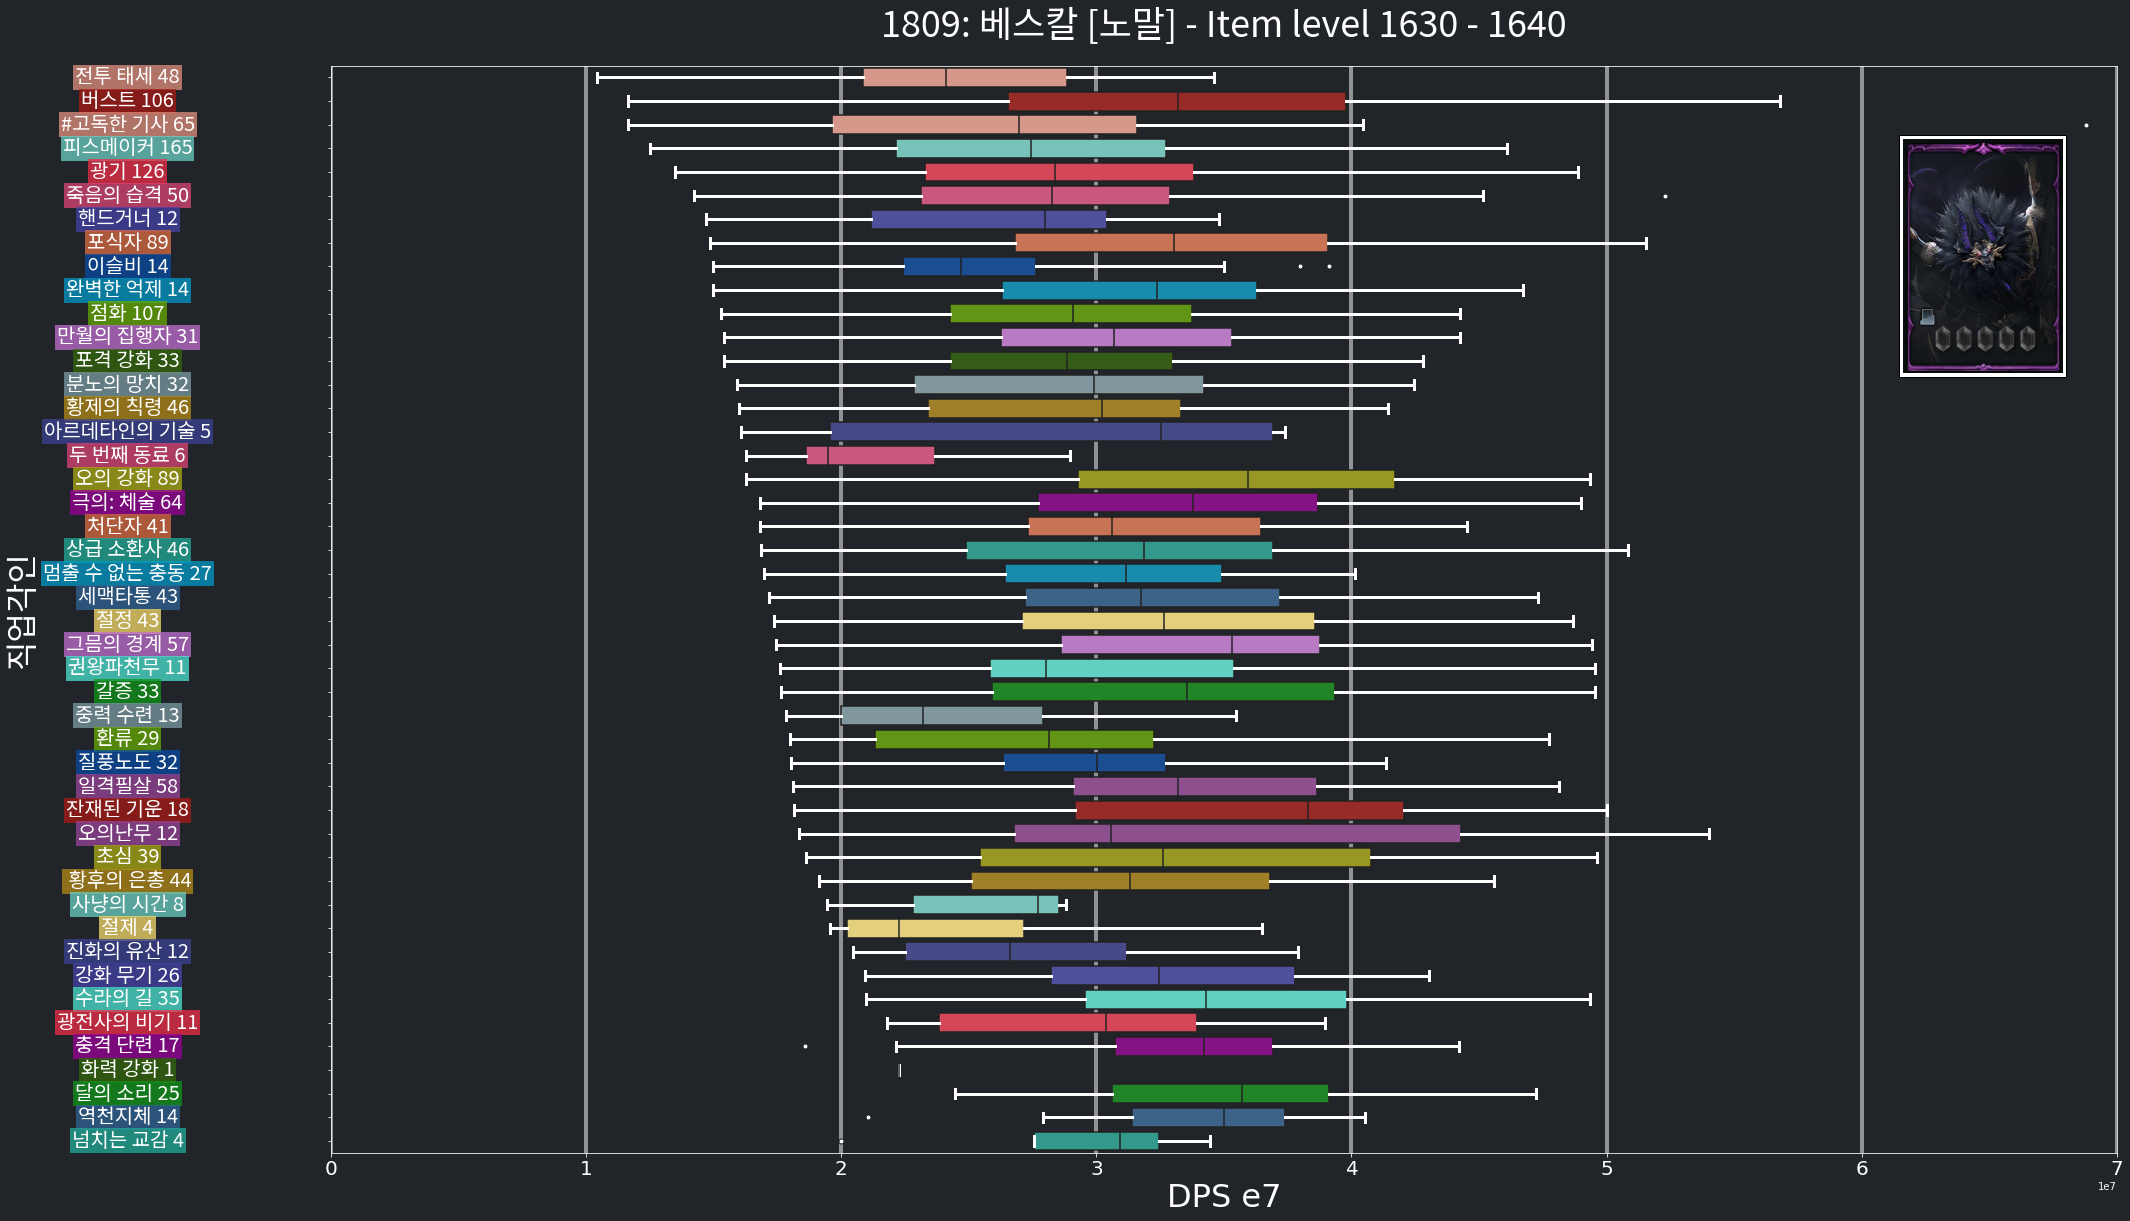 1809: 베스칼 [노말] - Item level 1630 - 1640
전투 태세 48
버스트 106
#고독한 기사 65
피스메이커 165
광기 126
죽음의 습격 50
핸드거너 12
포식자 89
이슬비 14
완벽한 억제 14
점화 107
만월의 집행자 31
포격 강화 33
분노의 망치 32
황제의 칙령 46
아르데타인의 기술 5
두 번째 동료 6
오의 강화 89
극의: 체술 64
처단자 41
상급 소환사 46
멈출 수 없는 충동 27
세맥타통 43
절정 43
그믐의 경계 57
권왕파천무 11
갈증 33
중력 수련 13
환류 29
질풍노도 32
일격필살 58
잔재된 기운 18
오의난무 12
초심 39
황후의 은총 44
사냥의 시간 8
절제 4
진화의 유산 12
강화 무기 26
수라의 길 35
광전사의 비기 11
충격 단련 17
화력 강화 1
달의 소리 25
역천지체 14
넘치는 교감 4
직업각인
0 1 2 3 4 5 6 7
1e7
DPS e7